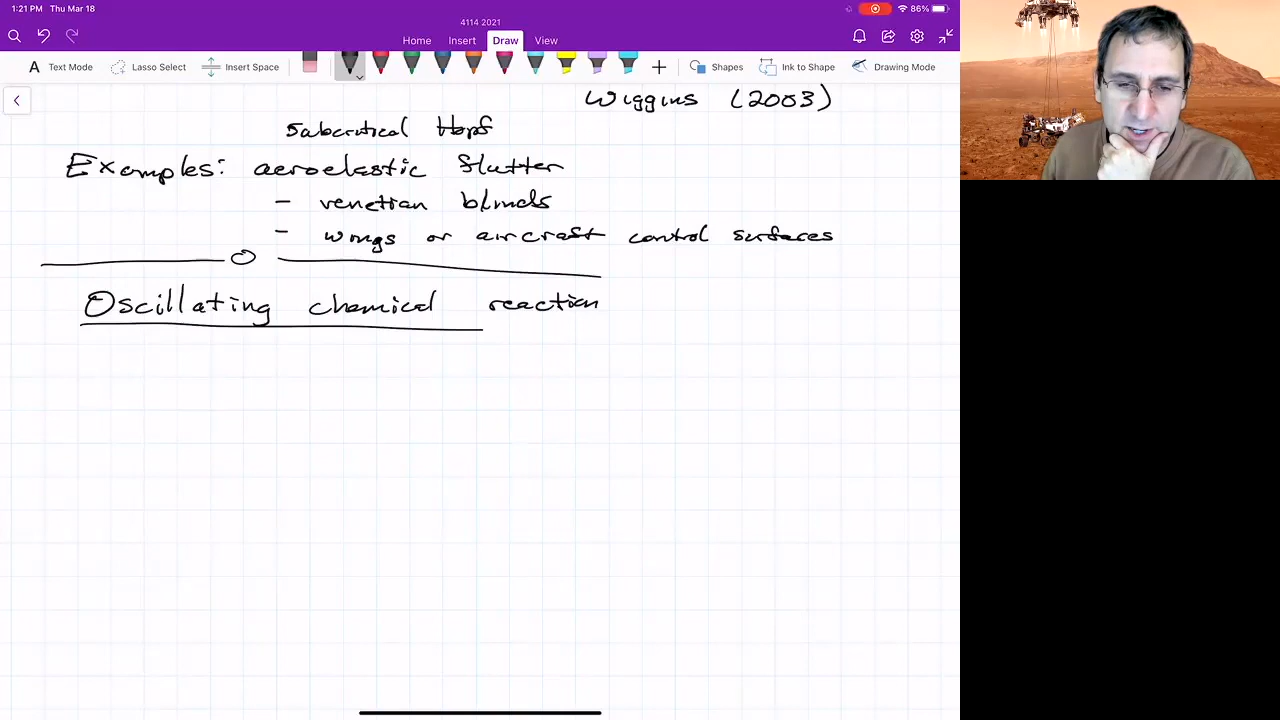 1:21 PM Thu Mar 18
86%
4114 2021
Home Insert Draw View
A Text Mode Lasso Select Insert Space Shapes Ink to Shape Drawing Mode
Wiggins (2003)
subcritical Hopf
Examples: aeroelastic flutter
- venetian blinds
- wings or aircraft control surfaces
Oscillating chemical reaction